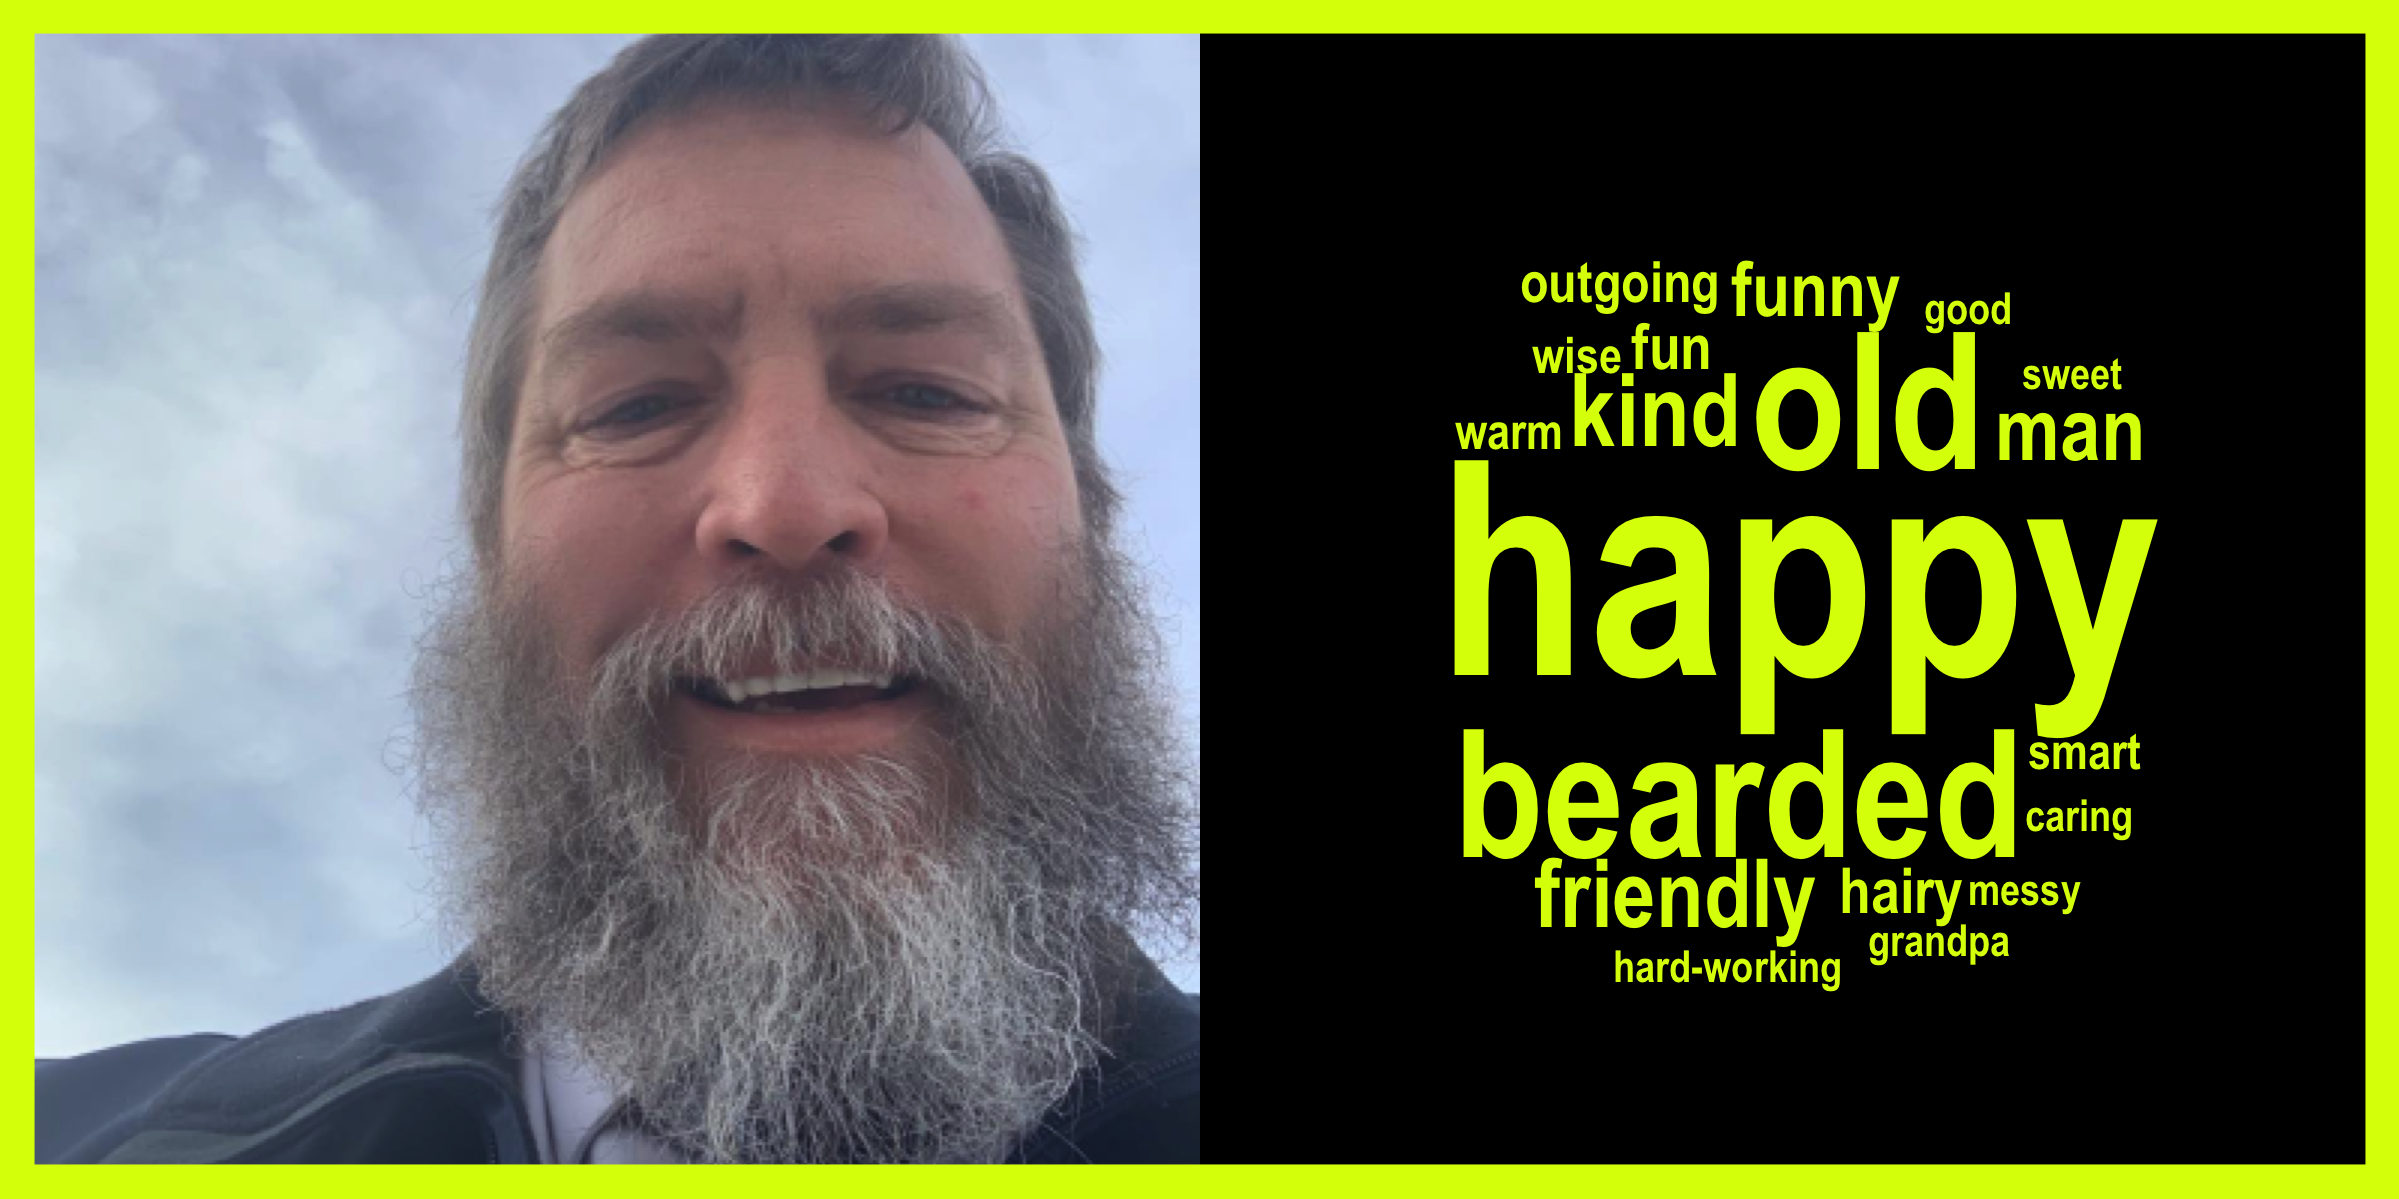 outgoing funny good
wise fun sweet
warm kind old man
happy
bearded smart
caring
friendly hairy messy
grandpa
hard-working